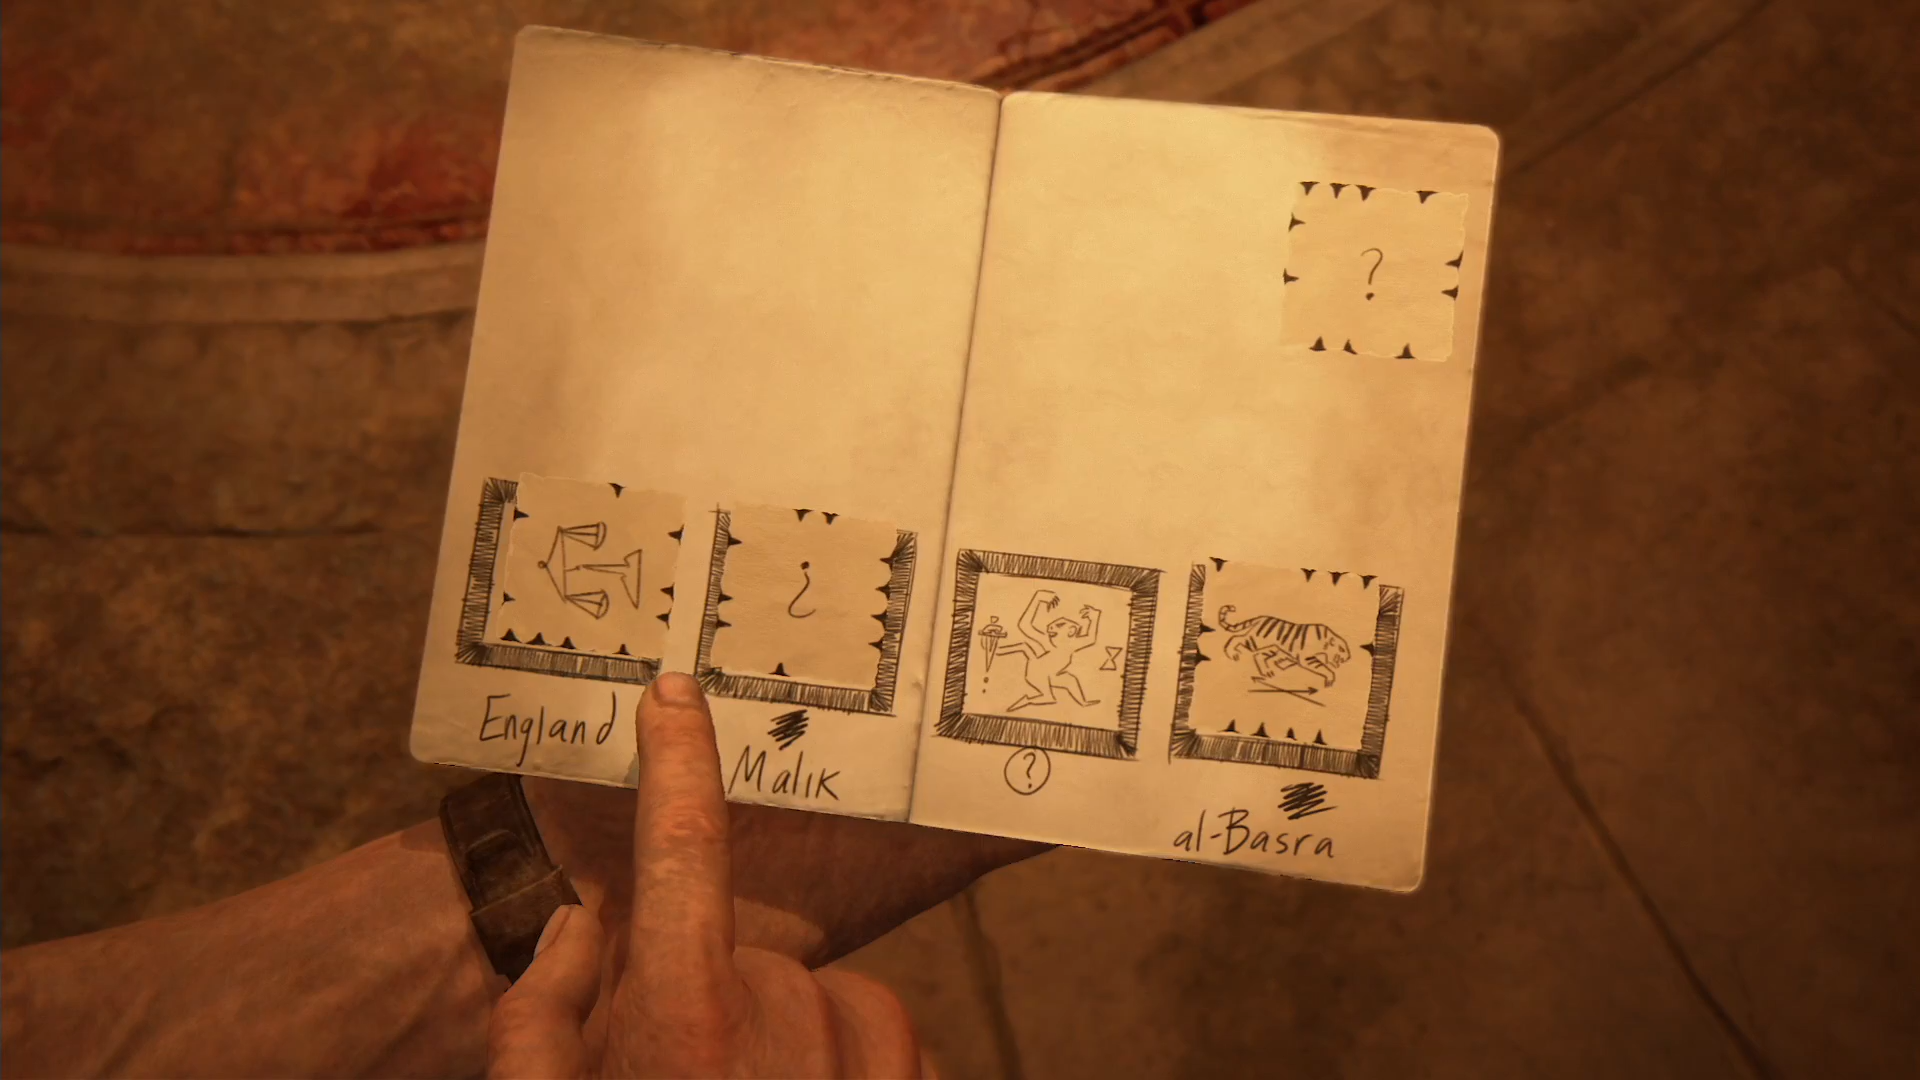 ?
¿
England
Malik
?
al-Basra